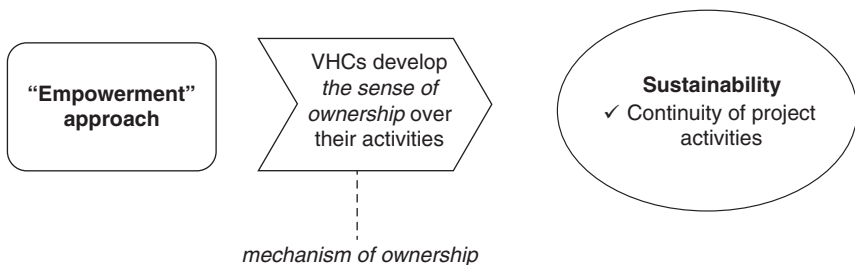 “Empowerment”
approach
VHCs develop
the sense of
ownership over
their activities
Sustainability
✓ Continuity of project
activities
mechanism of ownership